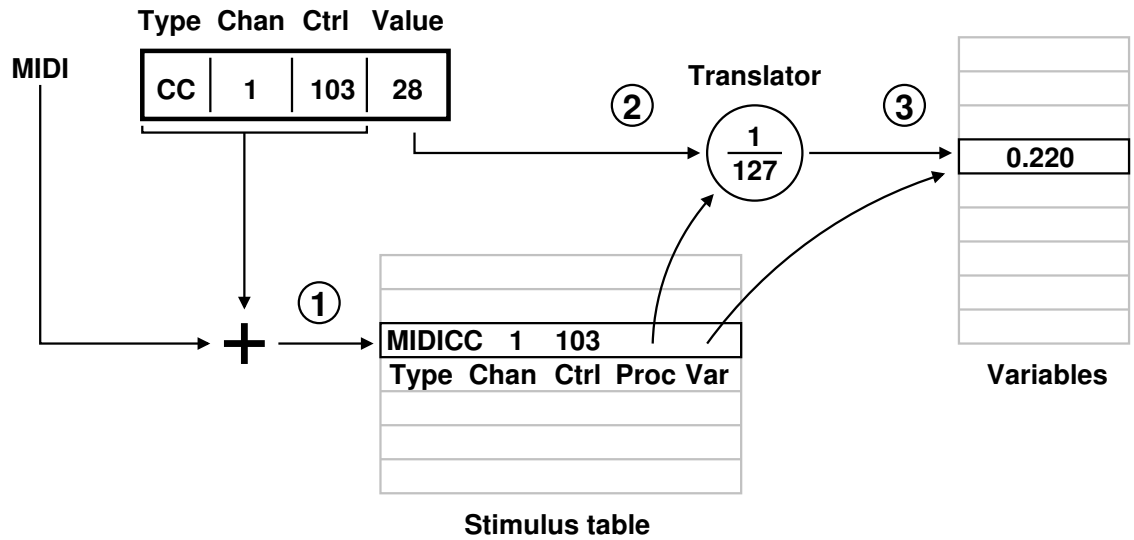 Type Chan Ctrl Value
MIDI
CC 1 103 28
Translator
2
3
1
127
0.220
1
+
MIDICC 1 103
Type Chan Ctrl Proc Var
Variables
Stimulus table